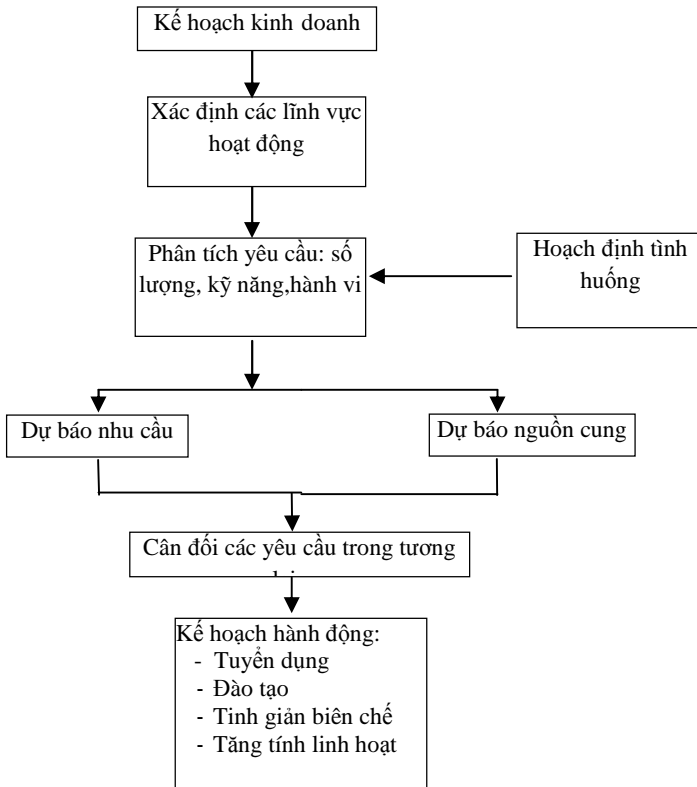 Kế hoạch kinh doanh
Xác định các lĩnh vực
hoạt động
Phân tích yêu cầu: số
lượng, kỹ năng,hành vi
Hoạch định tình
huống
Dự báo nhu cầu
Dự báo nguồn cung
Cân đối các yêu cầu trong tương
Kế hoạch hành động:
- Tuyển dụng
- Đào tạo
- Tinh giản biên chế
- Tăng tính linh hoạt